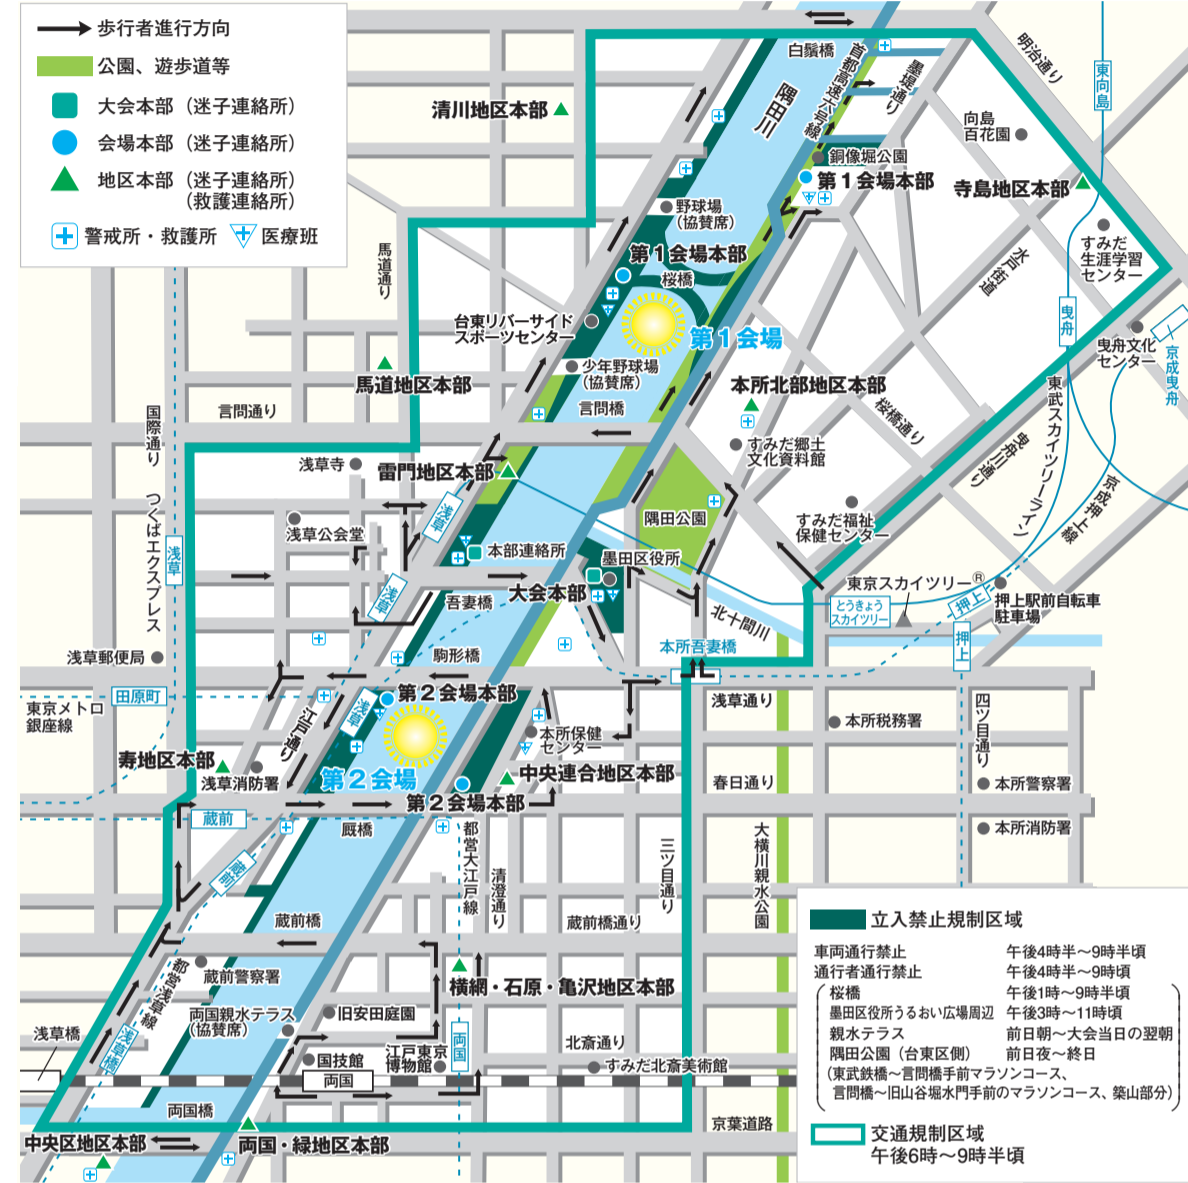 歩行者進行方向
公園、遊歩道等
大会本部（迷子連絡所）
会場本部（迷子連絡所）
地区本部（迷子連絡所）
（救護連絡所）
警戒所・救護所
医療班
清川地区本部
白鬚橋
隅田川
首都高速六号線
墨堤通り
明治通り
東向島
向島
百花園
銅像堀公園
第1会場本部
寺島地区本部
野球場
（協賛席）
すみだ
生涯学習
センター
水戸街道
馬道通り
第1会場本部
桜橋
台東リバーサイド
スポーツセンター
第1会場
曳舟
曳舟文化
センター
京成曳舟
少年野球場
（協賛席）
馬道地区本部
本所北部地区本部
言問通り
言問橋
桜橋通り
曳舟川通り
東武スカイツリーライン
京成押上線
国際通り
つくばエクスプレス
浅草寺
雷門地区本部
すみだ郷土
文化資料館
浅草
浅草公会堂
隅田公園
すみだ福祉
保健センター
浅草
本部連絡所
墨田区役所
大会本部
浅草
吾妻橋
北十間川
東京スカイツリー®
とうきょう
スカイツリー
押上
押上駅前自転車
駐車場
押上
本所吾妻橋
浅草郵便局
駒形橋
田原町
東京メトロ
銀座線
浅草
第2会場本部
浅草通り
本所税務署
四ツ目通り
江戸通り
本所保健
センター
寿地区本部
浅草消防署
第2会場
中央連合地区本部
春日通り
本所警察署
第2会場本部
蔵前
厩橋
本所消防署
都営大江戸線
清澄通り
三ツ目通り
大横川親水公園
蔵前
蔵前橋
蔵前橋通り
都営浅草線
蔵前警察署
横網・石原・亀沢地区本部
両国親水テラス
（協賛席）
旧安田庭園
浅草橋
浅草橋
両国
北斎通り
国技館
江戸東京
博物館
すみだ北斎美術館
両国
両国橋
京葉道路
中央区地区本部
両国・緑地区本部
立入禁止規制区域
車両通行禁止 午後4時半〜9時半頃
通行者通行禁止 午後4時半〜9時頃
桜橋 午後1時〜9時半頃
墨田区役所うるおい広場周辺 午後3時〜11時頃
親水テラス 前日朝〜大会当日の翌朝
隅田公園（台東区側） 前日夜〜終日
（東武鉄橋〜言問橋手前マラソンコース、
言問橋〜旧山谷堀水門手前のマラソンコース、築山部分）
交通規制区域
午後6時〜9時半頃